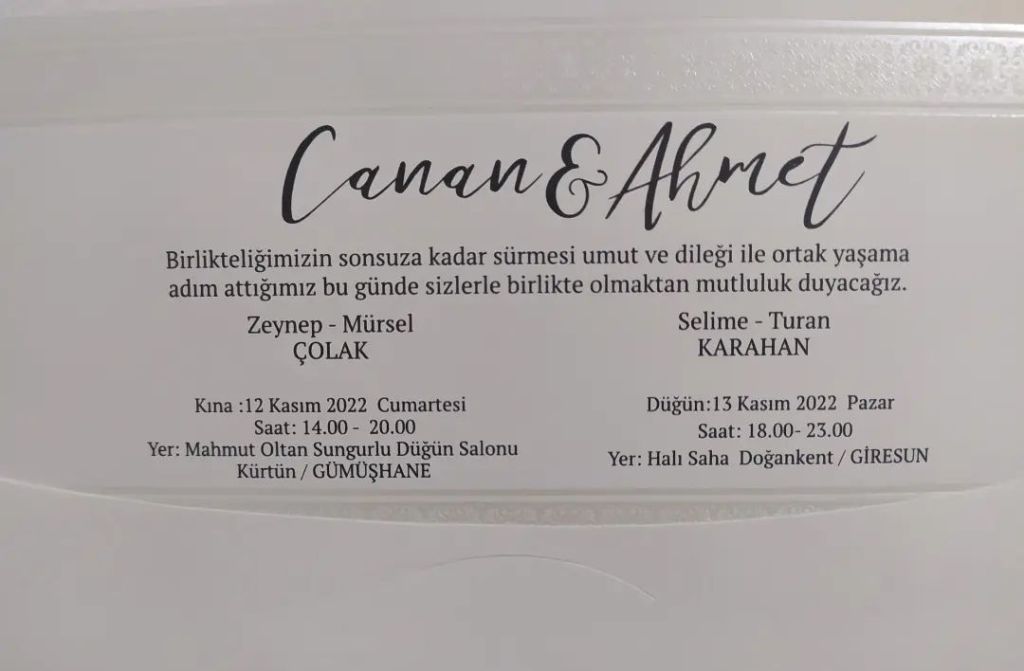 Canan & Ahmet
Birlikteliğimizin sonsuza kadar sürmesi umut ve dileği ile ortak yaşama
adım attığımız bu günde sizlerle birlikte olmaktan mutluluk duyacağız.
Zeynep - Mürsel
ÇOLAK
Selime - Turan
KARAHAN
Kına :12 Kasım 2022 Cumartesi
Saat: 14.00 - 20.00
Yer: Mahmut Oltan Sungurlu Düğün Salonu
Kürtün / GÜMÜŞHANE
Düğün:13 Kasım 2022 Pazar
Saat: 18.00- 23.00
Yer: Halı Saha Doğankent / GİRESUN